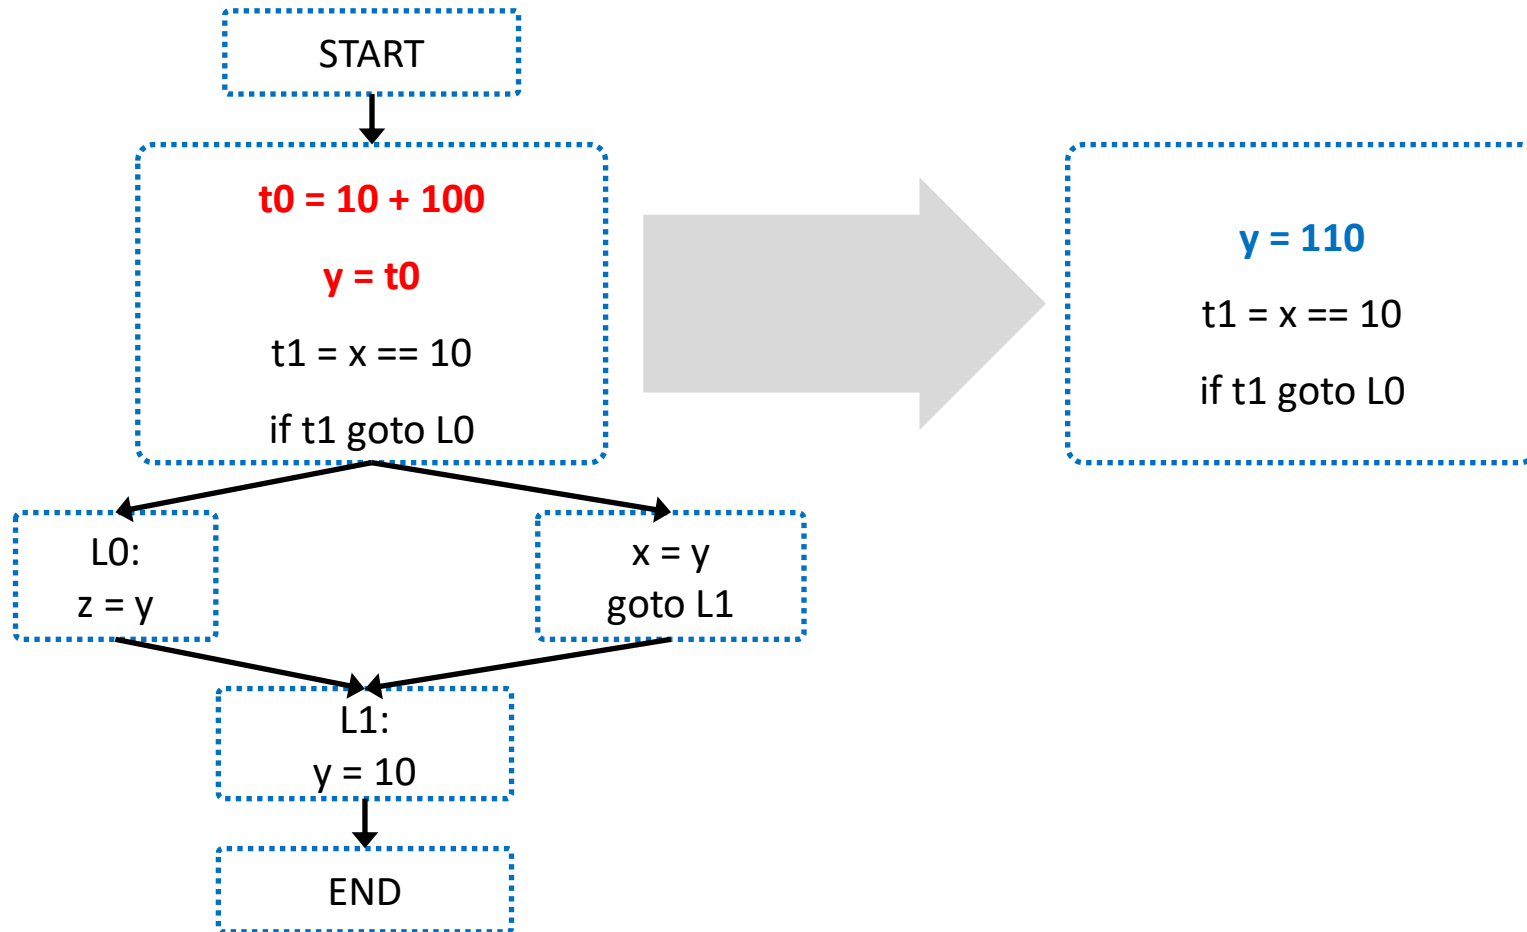 START
t0 = 10 + 100
y = t0
t1 = x == 10
if t1 goto L0
y = 110
t1 = x == 10
if t1 goto L0
L0:
z = y
x = y
goto L1
L1:
y = 10
END